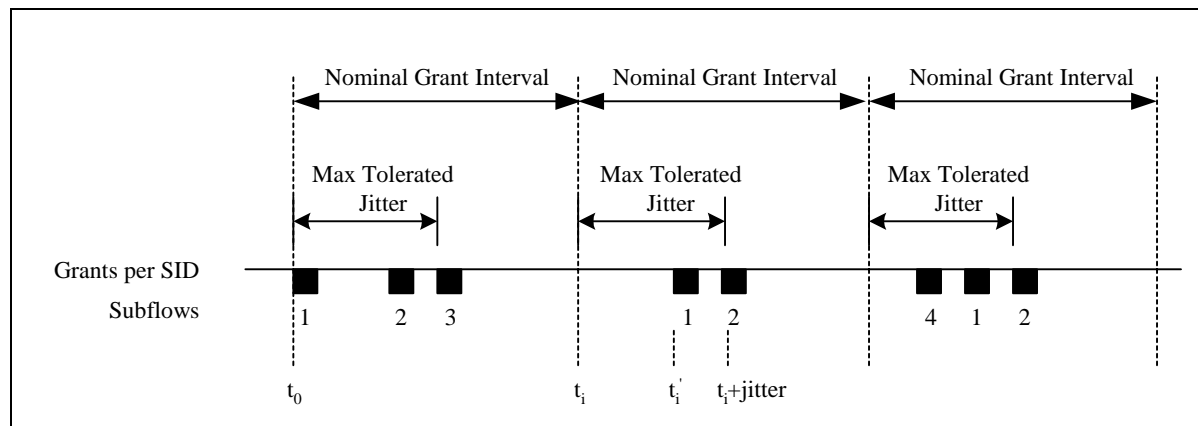 Nominal Grant Interval
Nominal Grant Interval
Nominal Grant Interval
Max Tolerated
Jitter
Max Tolerated
Jitter
Max Tolerated
Jitter
Grants per SID
Subflows
1
2
3
1
2
4
1
2
t0
ti
ti'
ti+jitter